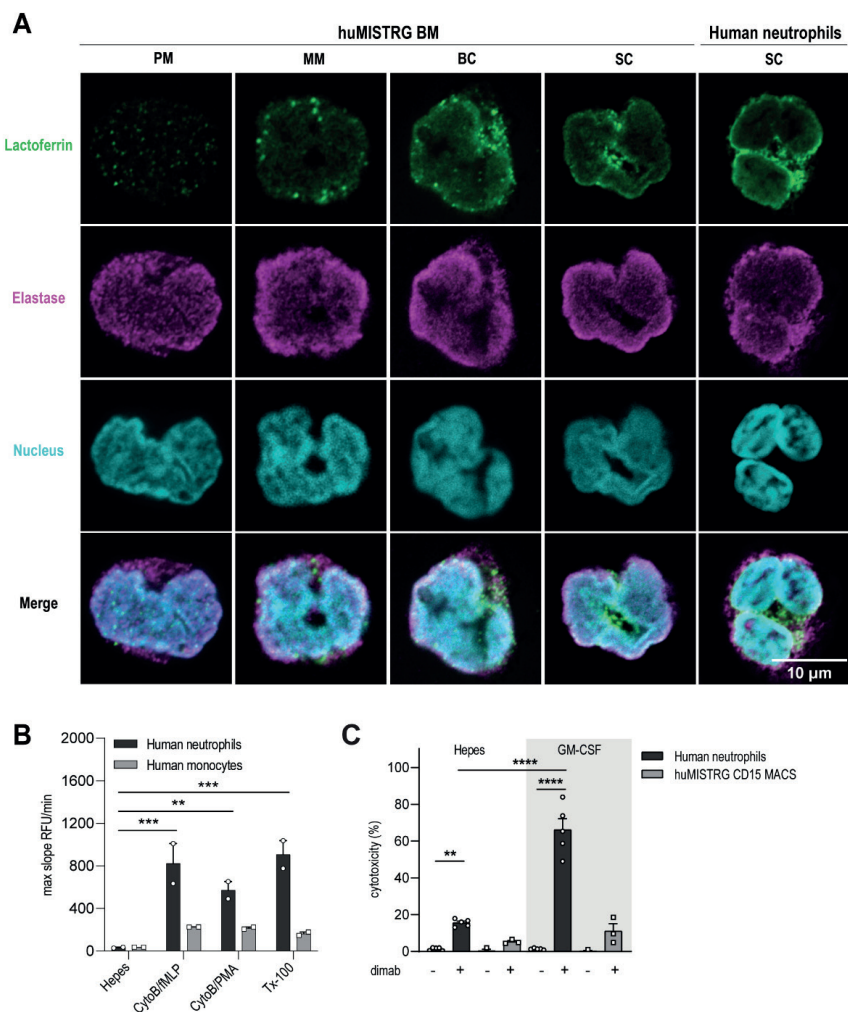 A
huMISTRG BM
Human neutrophils
PM MM BC SC SC
Lactoferrin
Elastase
Nucleus
Merge
10 µm
B
2000
1600
1200
800
400
0
max slope RFU/min
Human neutrophils
Human monocytes
***
**
***
Hepes
CytoB/fMLP
CytoB/PMA
Tx-100
C
Hepes GM-CSF
Human neutrophils
huMISTRG CD15 MACS
100
80
60
40
20
0
cytotoxicity (%)
****
****
**
dimab - + - + - + - +